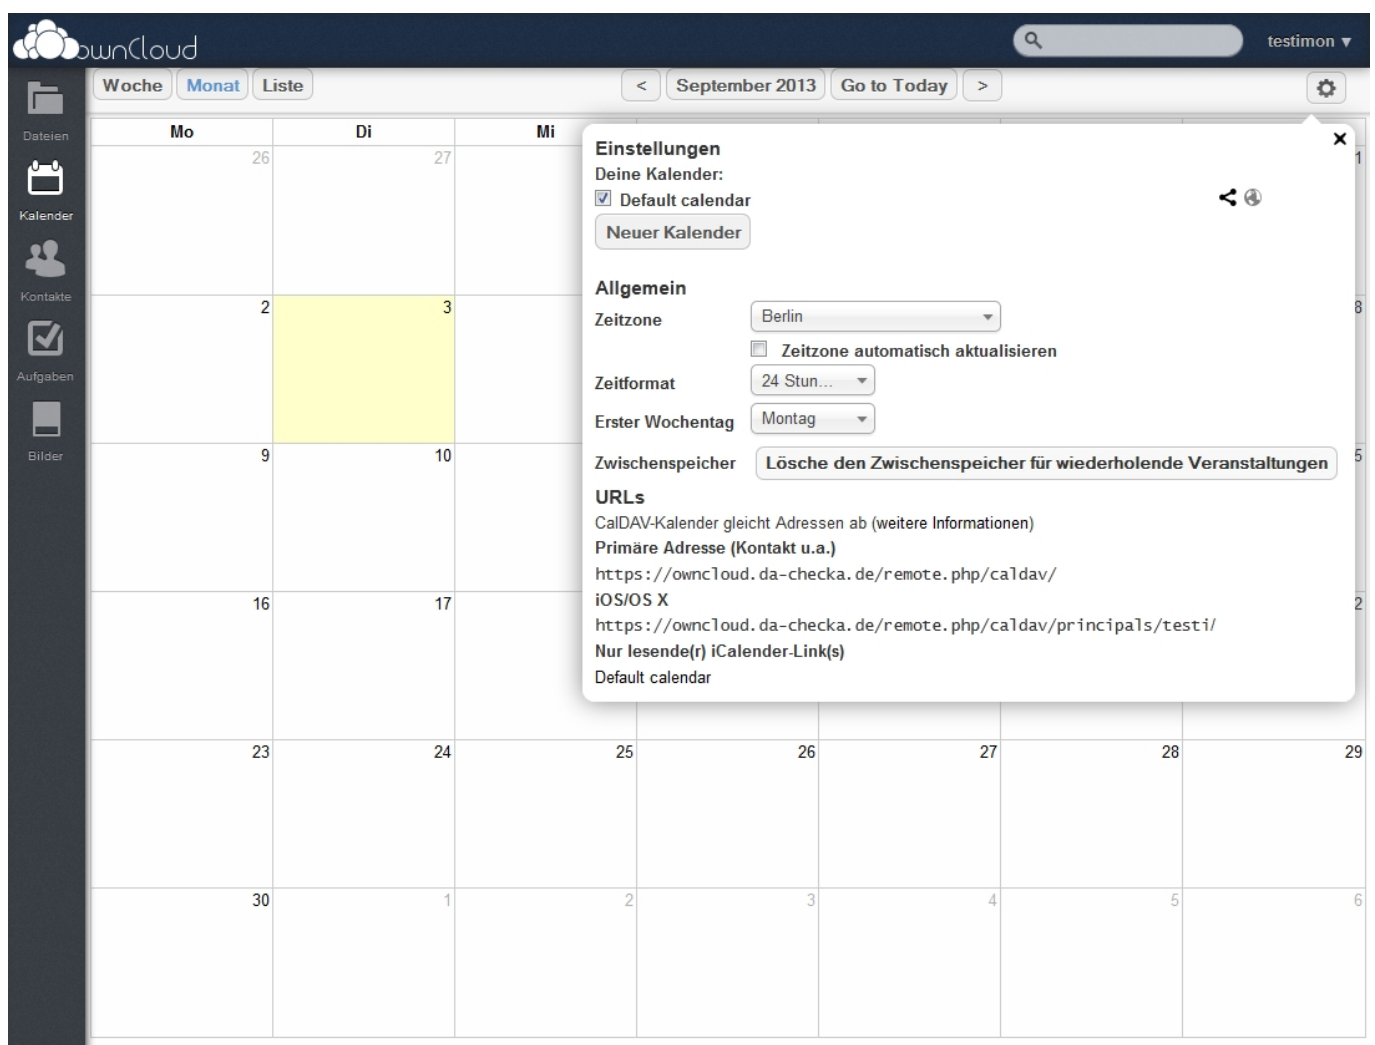 ownCloud
testimon ▼
Woche Monat Liste < September 2013 Go to Today >
Dateien
Kalender
Kontakte
Aufgaben
Bilder
Mo Di Mi
26 27 1
2 3 8
9 10 5
16 17 2
23 24 25 26 27 28 29
30 1 2 3 4 5 6
Einstellungen
Deine Kalender:
Default calendar
Neuer Kalender
Allgemein
Zeitzone Berlin
Zeitzone automatisch aktualisieren
Zeitformat 24 Stun...
Erster Wochentag Montag
Zwischenspeicher Lösche den Zwischenspeicher für wiederholende Veranstaltungen
URLs
CalDAV-Kalender gleicht Adressen ab (weitere Informationen)
Primäre Adresse (Kontakt u.a.)
https://owncloud.da-checka.de/remote.php/caldav/
iOS/OS X
https://owncloud.da-checka.de/remote.php/caldav/principals/testi/
Nur lesende(r) iCalender-Link(s)
Default calendar